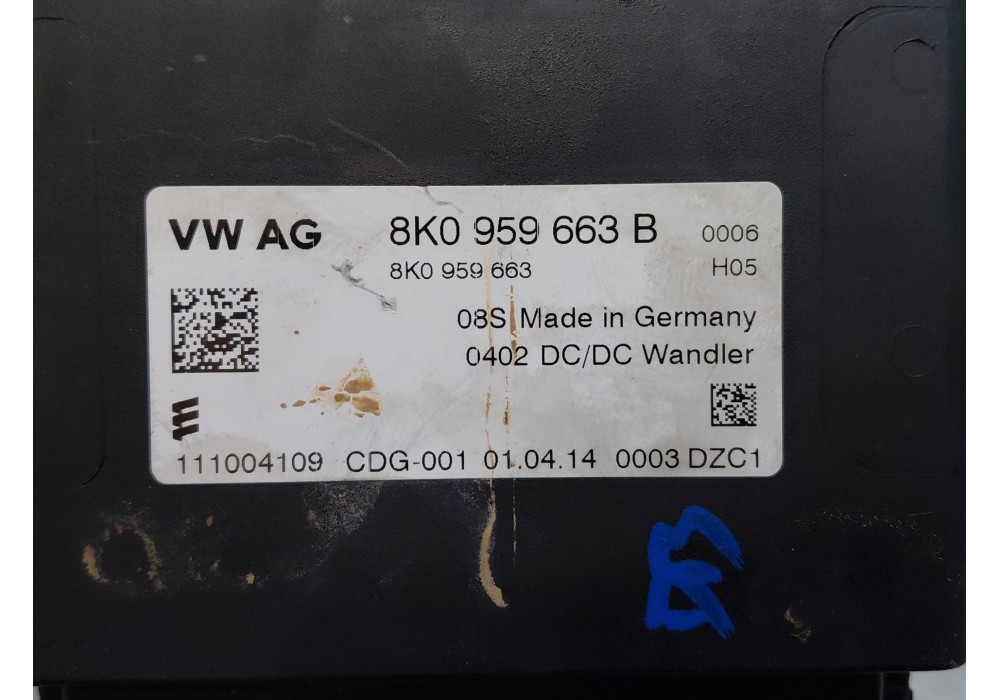 VW AG 8K0 959 663 B 0006
8K0 959 663 H05
08S Made in Germany
0402 DC/DC Wandler
111004109 CDG-001 01.04.14 0003 DZC1